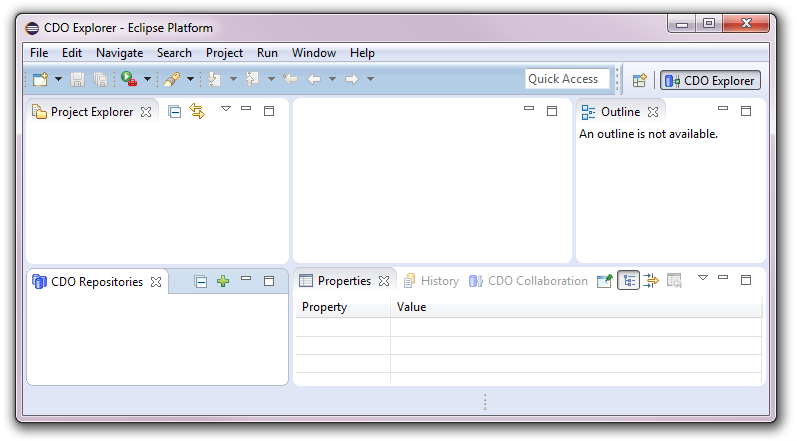 CDO Explorer - Eclipse Platform
File Edit Navigate Search Project Run Window Help
Quick Access
CDO Explorer
Project Explorer
Outline
An outline is not available.
CDO Repositories
Properties History CDO Collaboration
Property Value